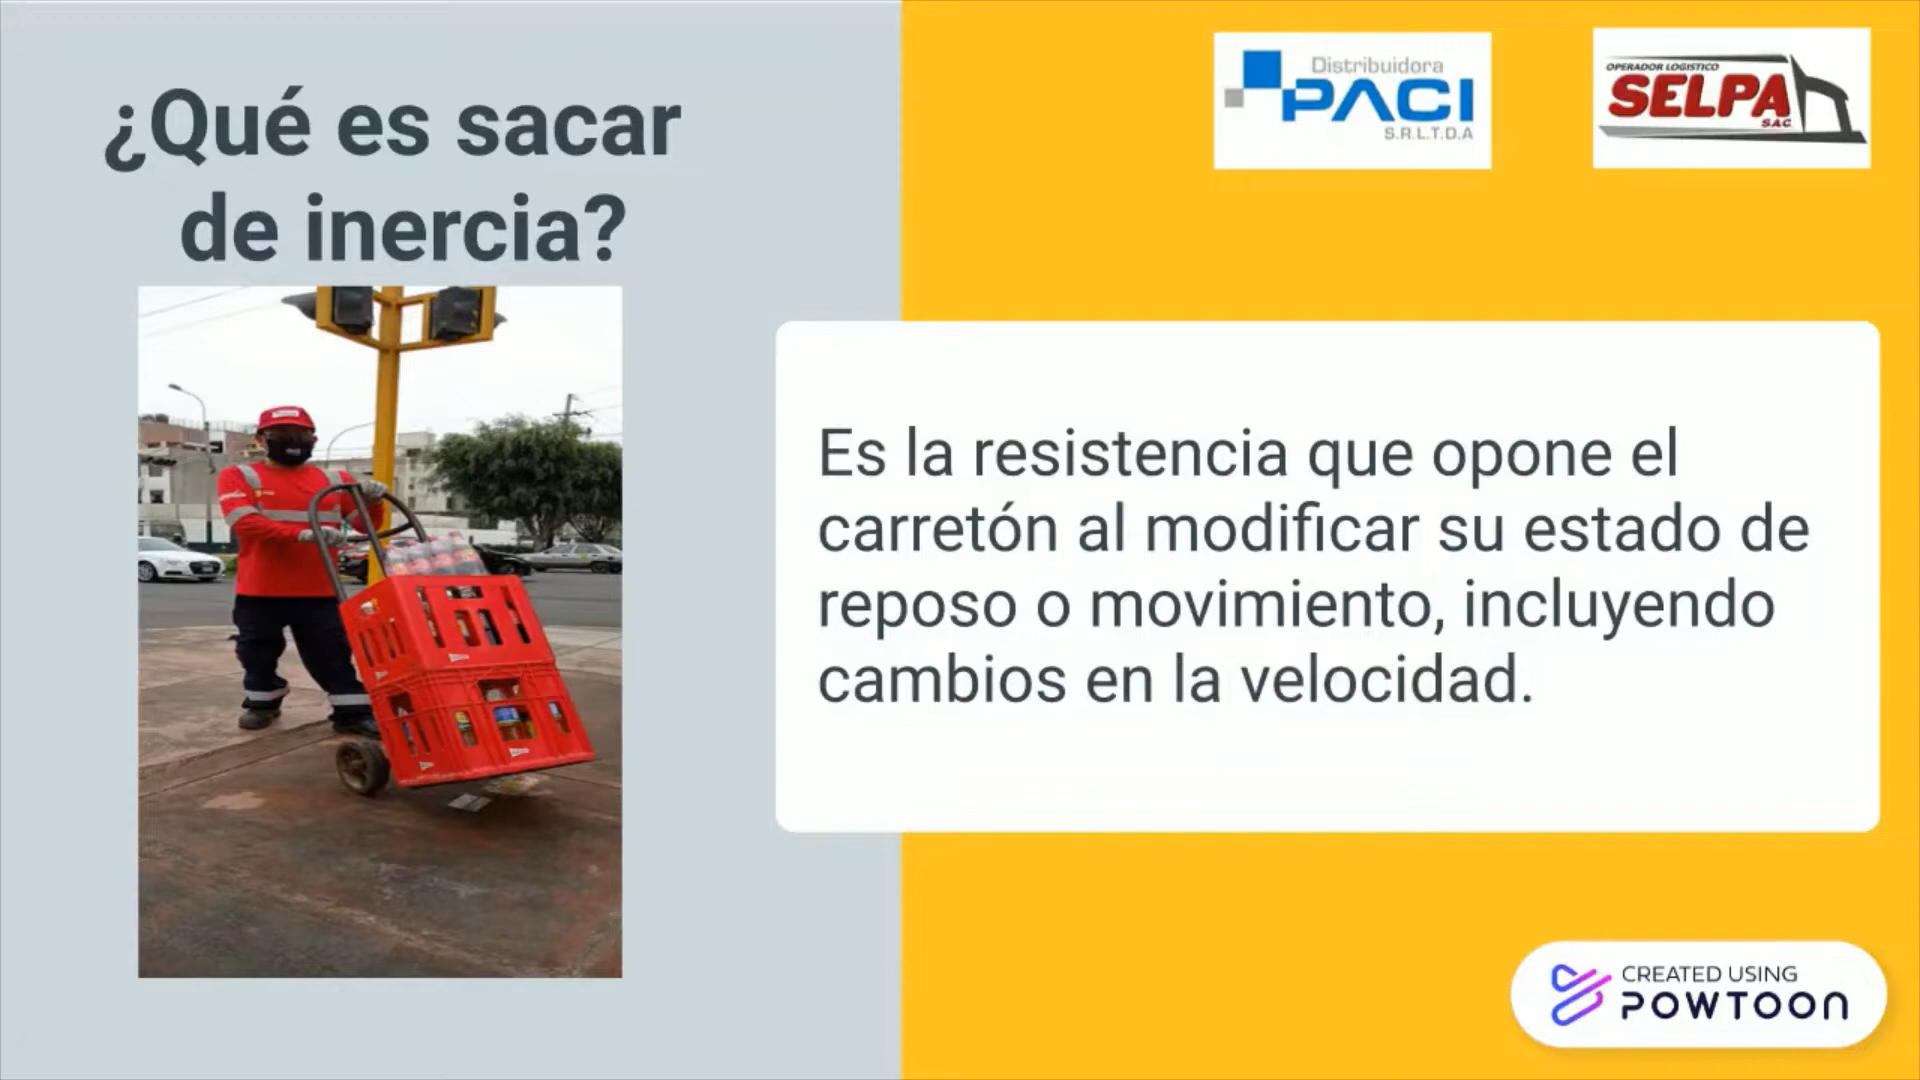 ¿Qué es sacar
de inercia?
Distribuidora
PACI
S.R.L.T.D.A
OPERADOR LOGISTICO
SELPA
S.A.C.
Es la resistencia que opone el
carretón al modificar su estado de
reposo o movimiento, incluyendo
cambios en la velocidad.
CREATED USING
POWTOON